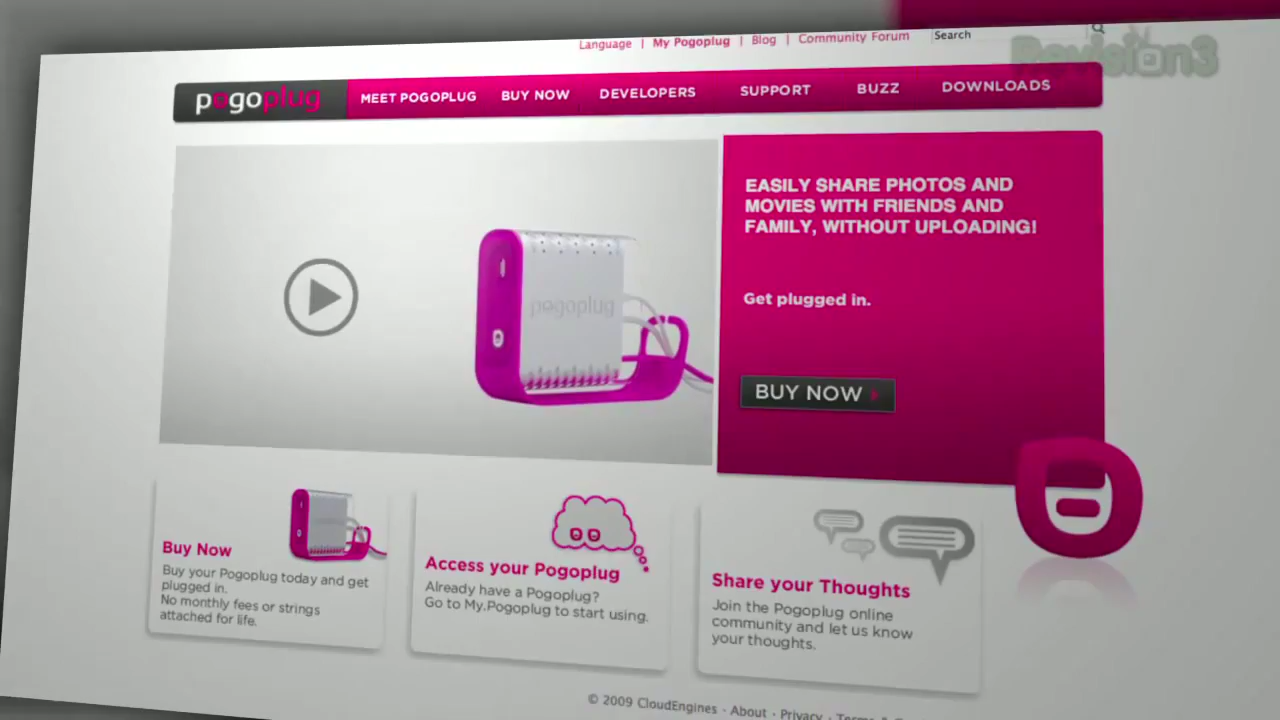 Language | My Pogoplug | Blog | Community Forum
Search
Revision3
pogoplug
MEET POGOPLUG
BUY NOW
DEVELOPERS
SUPPORT
BUZZ
DOWNLOADS
pogoplug
EASILY SHARE PHOTOS AND
MOVIES WITH FRIENDS AND
FAMILY, WITHOUT UPLOADING!
Get plugged in.
BUY NOW
Buy Now
Buy your Pogoplug today and get
plugged in.
No monthly fees or strings
attached for life.
Access your Pogoplug
Already have a Pogoplug?
Go to My.Pogoplug to start using.
Share your Thoughts
Join the Pogoplug online
community and let us know
your thoughts.
© 2009 CloudEngines · About · Privacy · Terms &